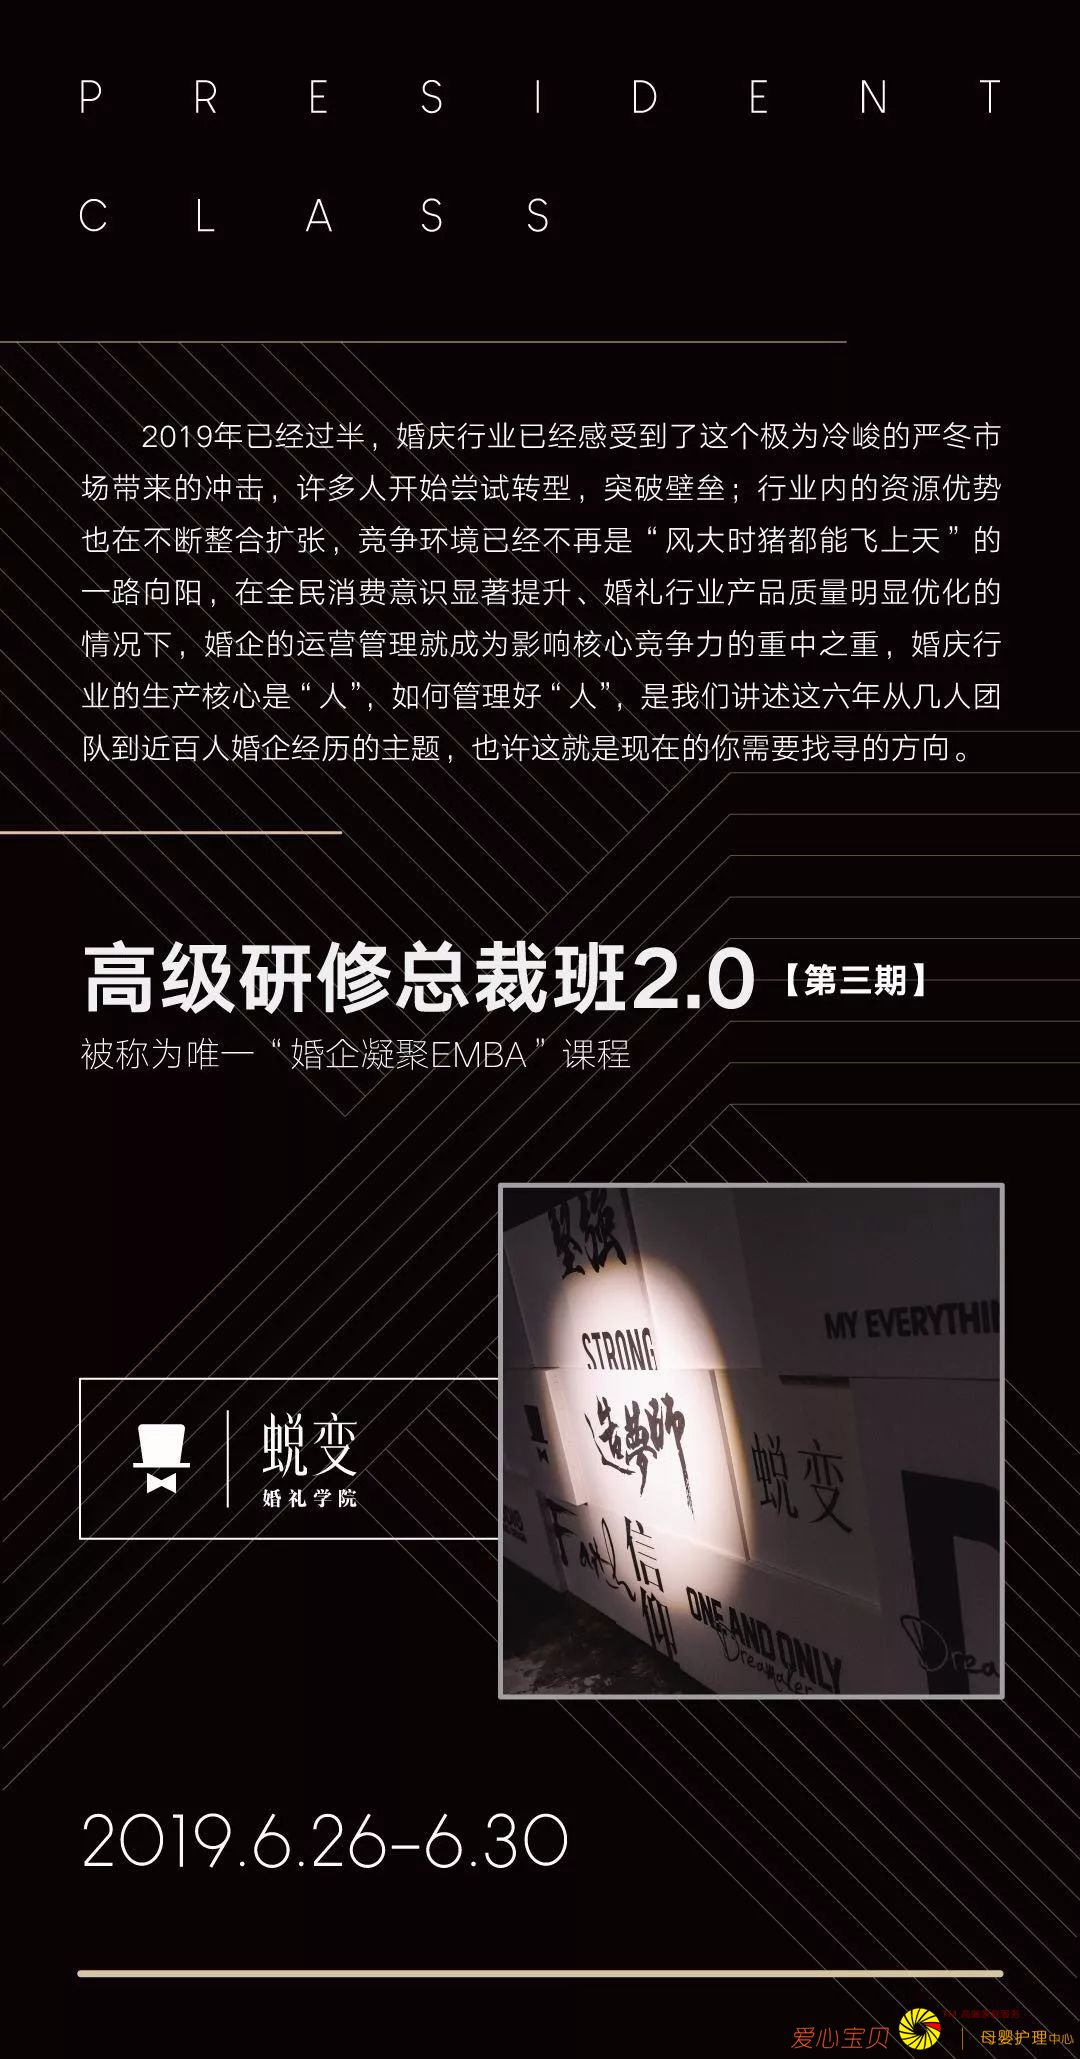 PRESIDENT
CLASS
2019年已经过半，婚庆行业已经感受到了这个极为冷峻的严冬市
场带来的冲击，许多人开始尝试转型，突破壁垒；行业内的资源优势
也在不断整合扩张，竞争环境已经不再是“风大时猪都能飞上天”的
一路向阳，在全民消费意识显著提升、婚礼行业产品质量明显优化的
情况下，婚企的运营管理就成为影响核心竞争力的重中之重，婚庆行
业的生产核心是“人”，如何管理好“人”，是我们讲述这六年从几人团
队到近百人婚企经历的主题，也许这就是现在的你需要找寻的方向。
高级研修总裁班2.0【第三期】
被称为唯一“婚企凝聚EMBA”课程
坚强
STRONG
MY EVERYTHIN
造夢師
蜕变
信仰
ONE AND ONLY
Dreamaker
Drea
蜕变
婚礼学院
2019.6.26-6.30
爱心宝贝
母婴护理中心